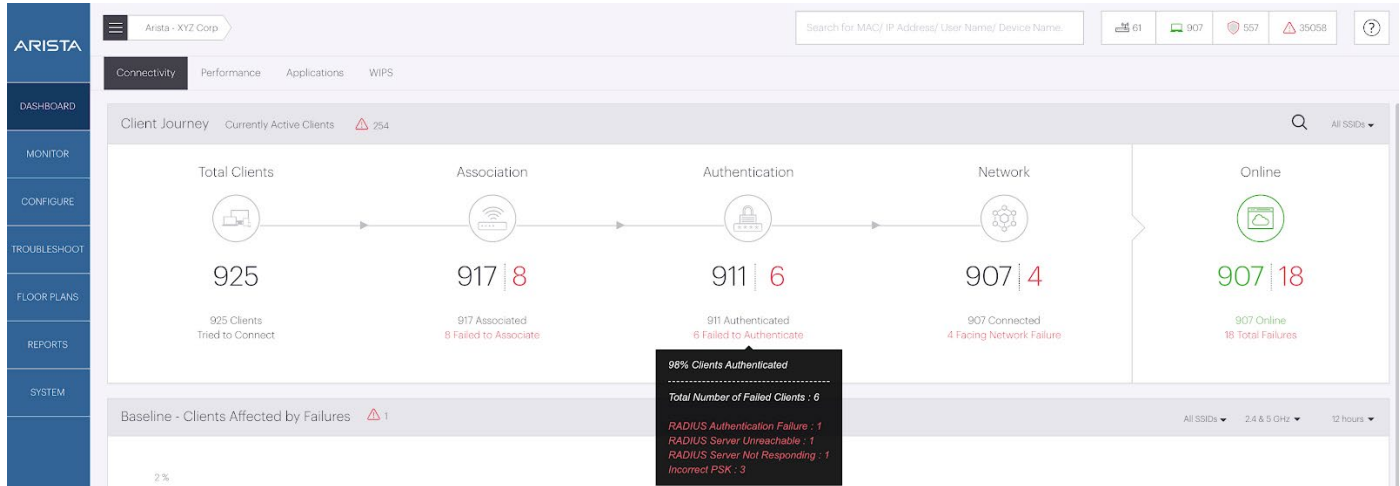 ARISTA
Arista - XYZ Corp
Search for MAC/ IP Address/ User Name/ Device Name.
61
907
557
35058
?
Connectivity Performance Applications WIPS
DASHBOARD
MONITOR
CONFIGURE
TROUBLESHOOT
FLOOR PLANS
REPORTS
SYSTEM
Client Journey Currently Active Clients 254
All SSIDs
Total Clients
925
925 Clients
Tried to Connect
Association
917 8
917 Associated
8 Failed to Associate
Authentication
911 6
911 Authenticated
6 Failed to Authenticate
Network
907 4
907 Connected
4 Facing Network Failure
Online
907 18
907 Online
18 Total Failures
98% Clients Authenticated
------------------------------------
Total Number of Failed Clients : 6
RADIUS Authentication Failure : 1
RADIUS Server Unreachable : 1
RADIUS Server Not Responding : 1
Incorrect PSK : 3
Baseline - Clients Affected by Failures 1
All SSIDs 2.4 & 5 GHz 12 hours
2 %